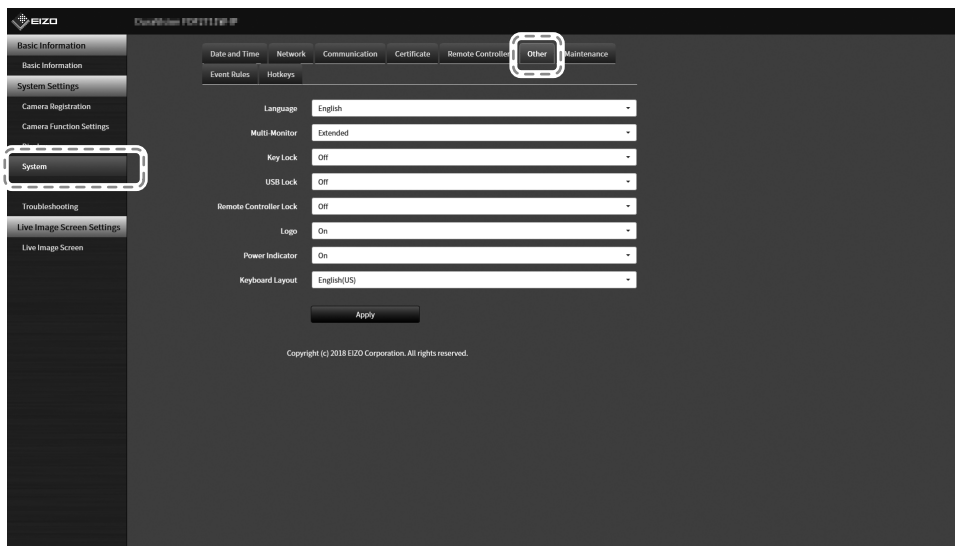 EIZO
Basic Information
Basic Information
System Settings
Camera Registration
Camera Function Settings
System
Troubleshooting
Live Image Screen Settings
Live Image Screen
Date and Time Network Communication Certificate Remote Controller Other Maintenance
Event Rules Hotkeys
Language English
Multi-Monitor Extended
Key Lock Off
USB Lock Off
Remote Controller Lock Off
Logo On
Power Indicator On
Keyboard Layout English(US)
Apply
Copyright (c) 2018 EIZO Corporation. All rights reserved.